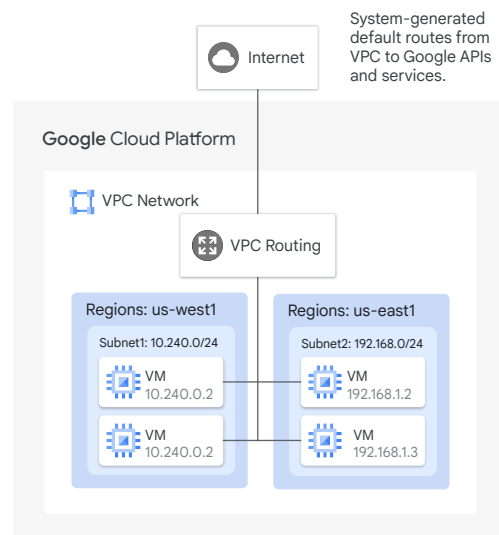 System-generated
default routes from
VPC to Google APIs
and services.
Internet
Google Cloud Platform
VPC Network
VPC Routing
Regions: us-west1
Subnet1: 10.240.0/24
VM
10.240.0.2
VM
10.240.0.2
Regions: us-east1
Subnet2: 192.168.0/24
VM
192.168.1.2
VM
192.168.1.3